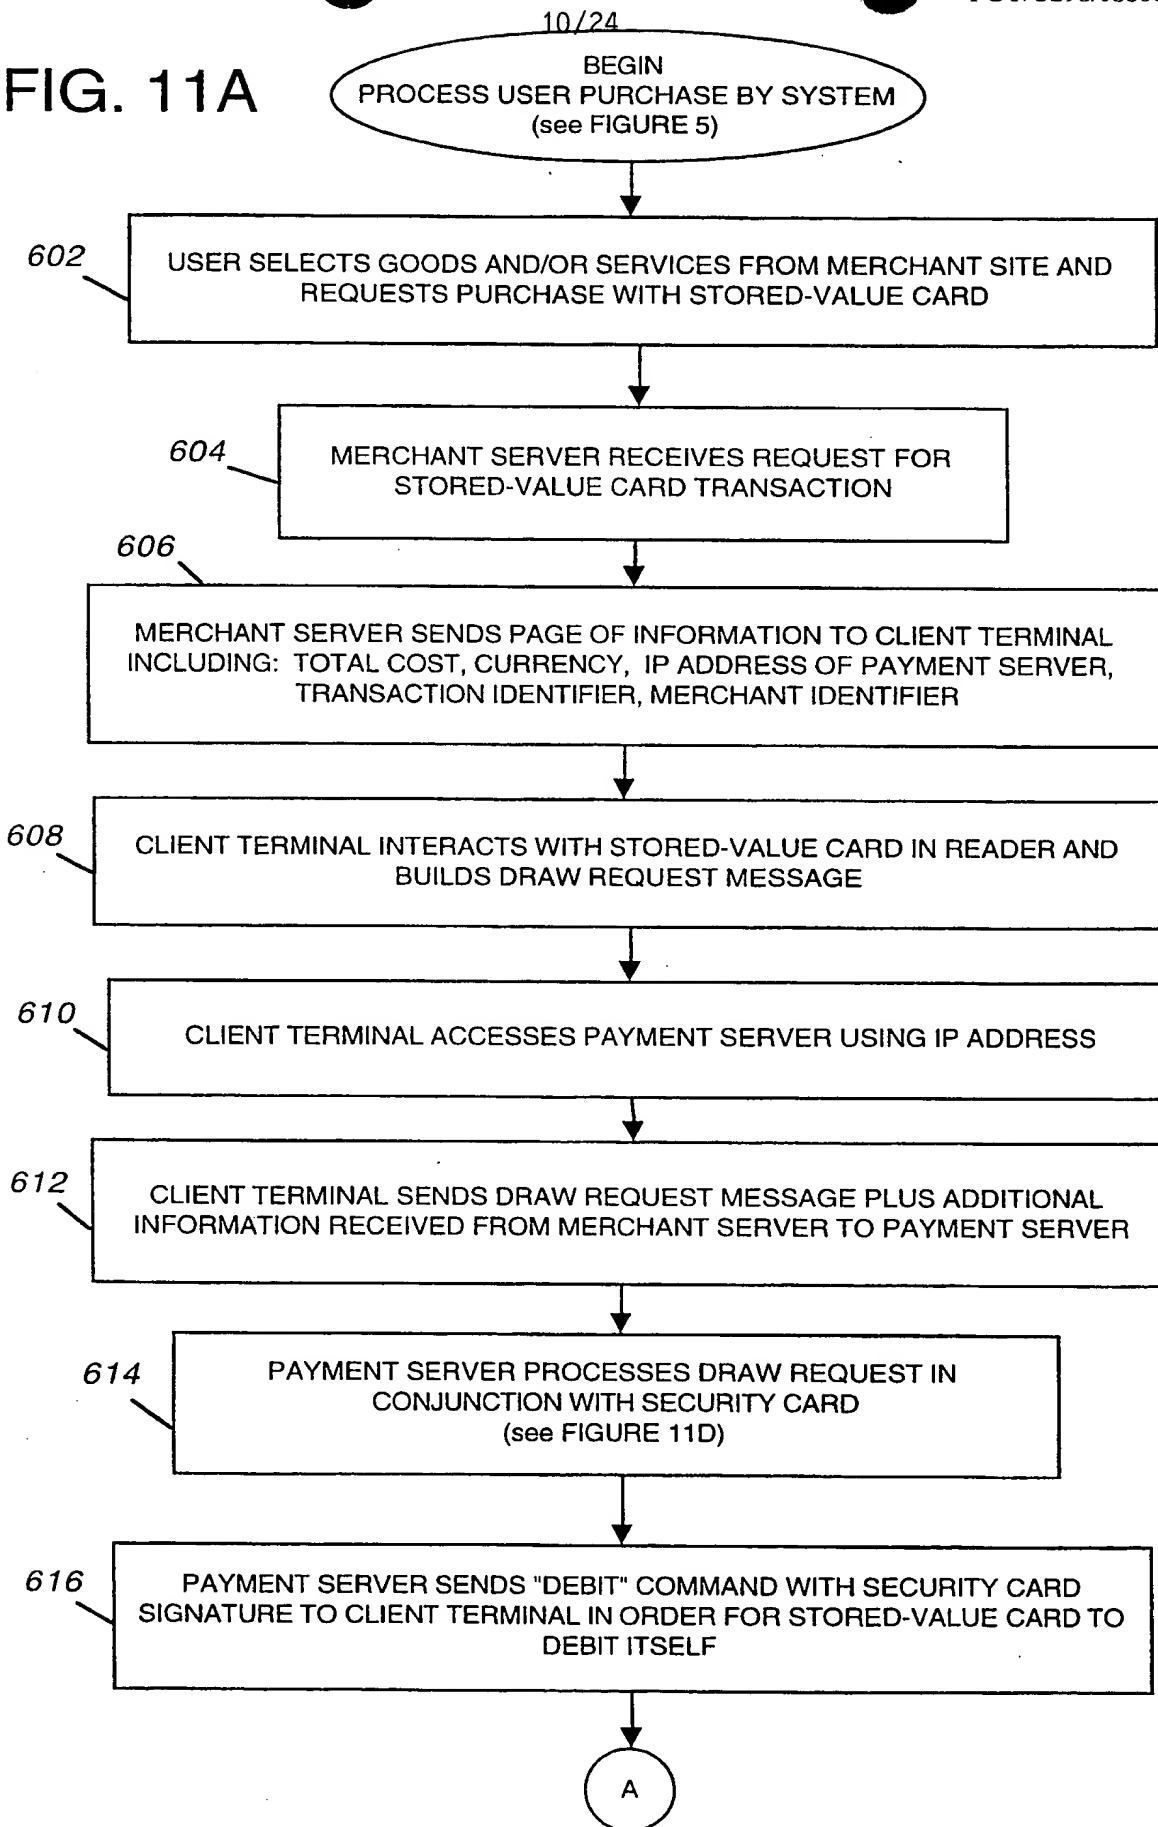 10/24
FIG. 11A
BEGIN
PROCESS USER PURCHASE BY SYSTEM
(see FIGURE 5)
602
USER SELECTS GOODS AND/OR SERVICES FROM MERCHANT SITE AND
REQUESTS PURCHASE WITH STORED-VALUE CARD
604
MERCHANT SERVER RECEIVES REQUEST FOR
STORED-VALUE CARD TRANSACTION
606
MERCHANT SERVER SENDS PAGE OF INFORMATION TO CLIENT TERMINAL
INCLUDING: TOTAL COST, CURRENCY, IP ADDRESS OF PAYMENT SERVER,
TRANSACTION IDENTIFIER, MERCHANT IDENTIFIER
608
CLIENT TERMINAL INTERACTS WITH STORED-VALUE CARD IN READER AND
BUILDS DRAW REQUEST MESSAGE
610
CLIENT TERMINAL ACCESSES PAYMENT SERVER USING IP ADDRESS
612
CLIENT TERMINAL SENDS DRAW REQUEST MESSAGE PLUS ADDITIONAL
INFORMATION RECEIVED FROM MERCHANT SERVER TO PAYMENT SERVER
614
PAYMENT SERVER PROCESSES DRAW REQUEST IN
CONJUNCTION WITH SECURITY CARD
(see FIGURE 11D)
616
PAYMENT SERVER SENDS "DEBIT" COMMAND WITH SECURITY CARD
SIGNATURE TO CLIENT TERMINAL IN ORDER FOR STORED-VALUE CARD TO
DEBIT ITSELF
A